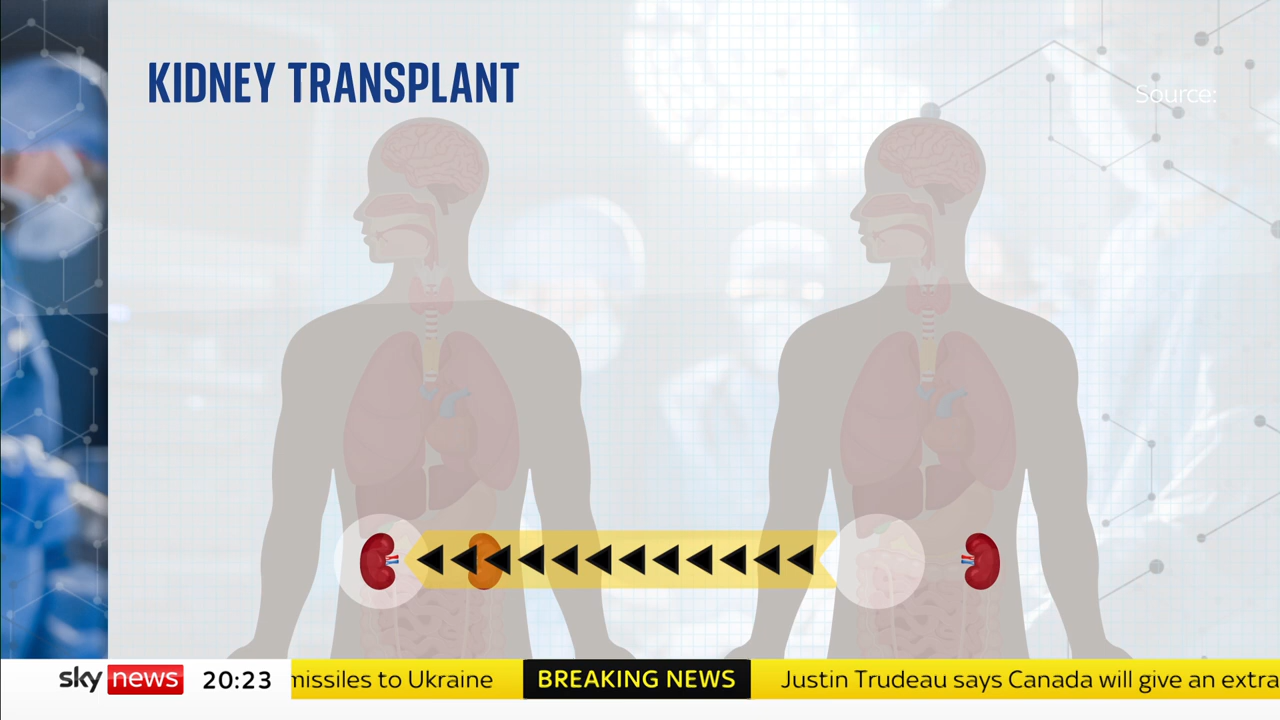 KIDNEY TRANSPLANT
Source:
sky news 20:23 missiles to Ukraine BREAKING NEWS Justin Trudeau says Canada will give an extra